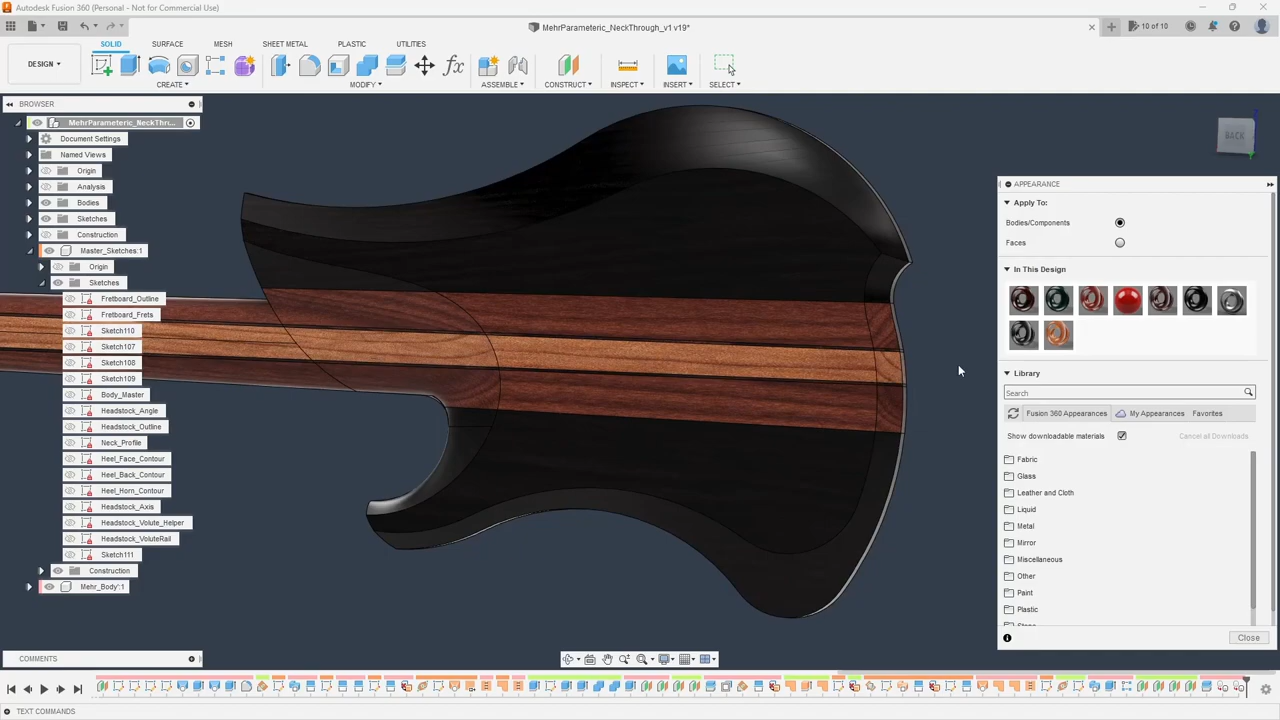 Autodesk Fusion 360 (Personal - Not for Commercial Use)
MehrParameteric_NeckThrough_v1 v19*
10 of 10
DESIGN
SOLID SURFACE MESH SHEET METAL PLASTIC UTILITIES
CREATE MODIFY ASSEMBLE CONSTRUCT INSPECT INSERT SELECT
BROWSER
MehrParameteric_NeckThr...
Document Settings
Named Views
Origin
Analysis
Bodies
Sketches
Construction
Master_Sketches:1
Origin
Sketches
Fretboard_Outline
Fretboard_Frets
Sketch110
Sketch107
Sketch108
Sketch109
Body_Master
Headstock_Angle
Headstock_Outline
Neck_Profile
Heel_Face_Contour
Heel_Back_Contour
Heel_Horn_Contour
Headstock_Axis
Headstock_Volute_Helper
Headstock_VoluteRail
Sketch111
Construction
Mehr_Body':1
BACK
APPEARANCE
Apply To:
Bodies/Components
Faces
In This Design
Library
Search
Fusion 360 Appearances My Appearances Favorites
Show downloadable materials Cancel all Downloads
Fabric
Glass
Leather and Cloth
Liquid
Metal
Mirror
Miscellaneous
Other
Paint
Plastic
Close
COMMENTS
TEXT COMMANDS